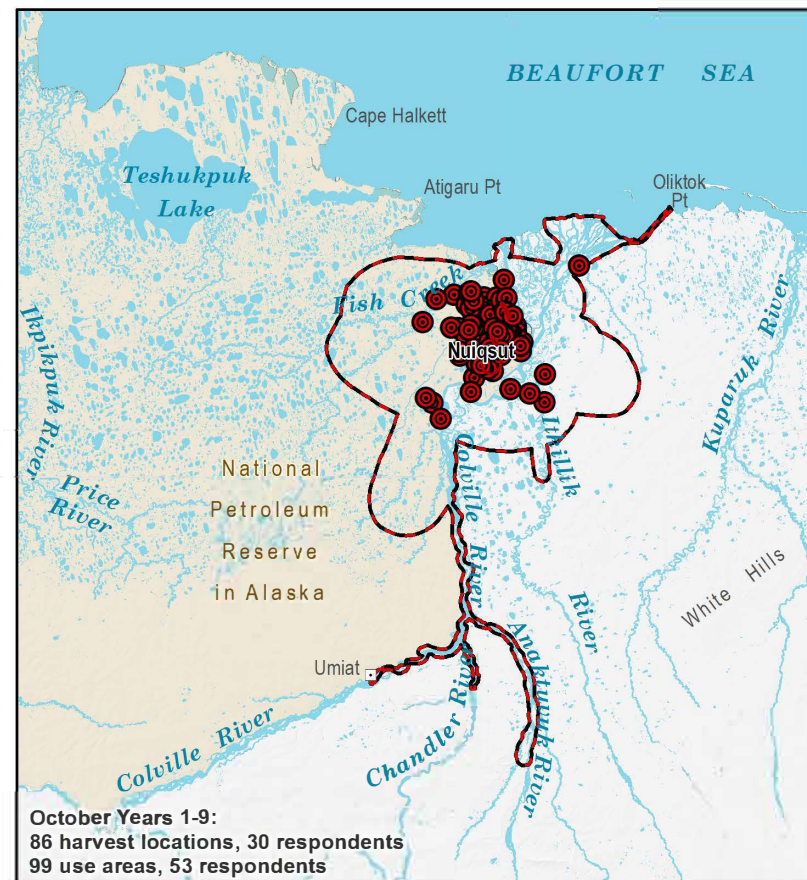 BEAUFORT SEA
Cape Halkett
Teshukpuk
Lake
Atigaru Pt
Oliktok
Pt
Fish Creek
Ikpikpuk River
Kuparuk River
Nuiqsut
Itkillik
River
Colville River
National
Petroleum
Reserve
in Alaska
Price
River
White Hills
Umiat
Anaktuvuk River
Chandler River
Colville River
October Years 1-9:
86 harvest locations, 30 respondents
99 use areas, 53 respondents